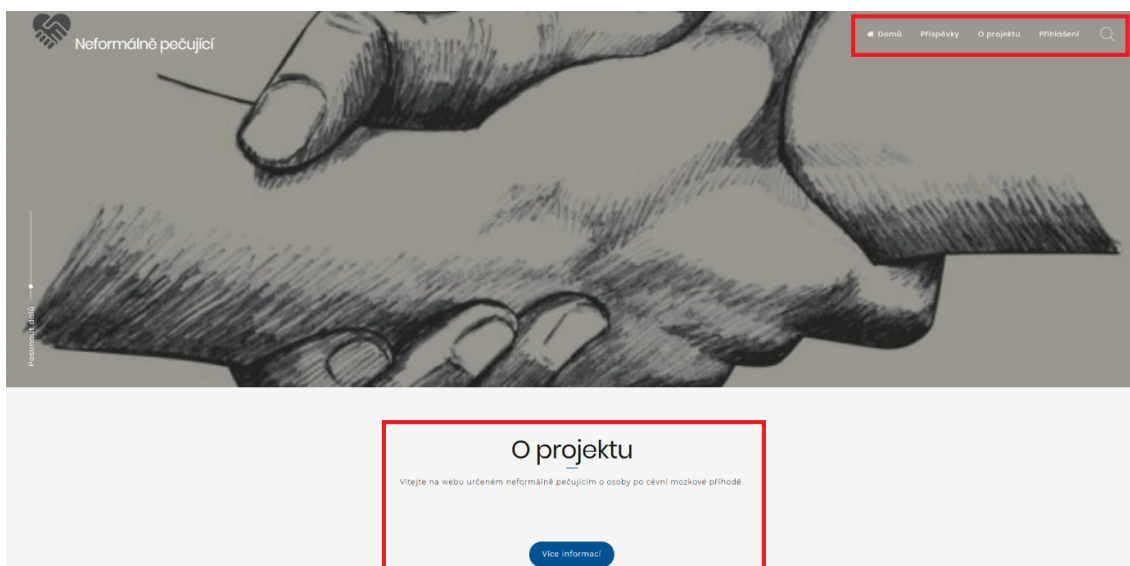 Neformálně pečující
Domů Příspěvky O projektu Přihlášení
Posunout dolů
O projektu
Vítejte na webu určeném neformálně pečujícím o osoby po cévní mozkové příhodě.
Více informací